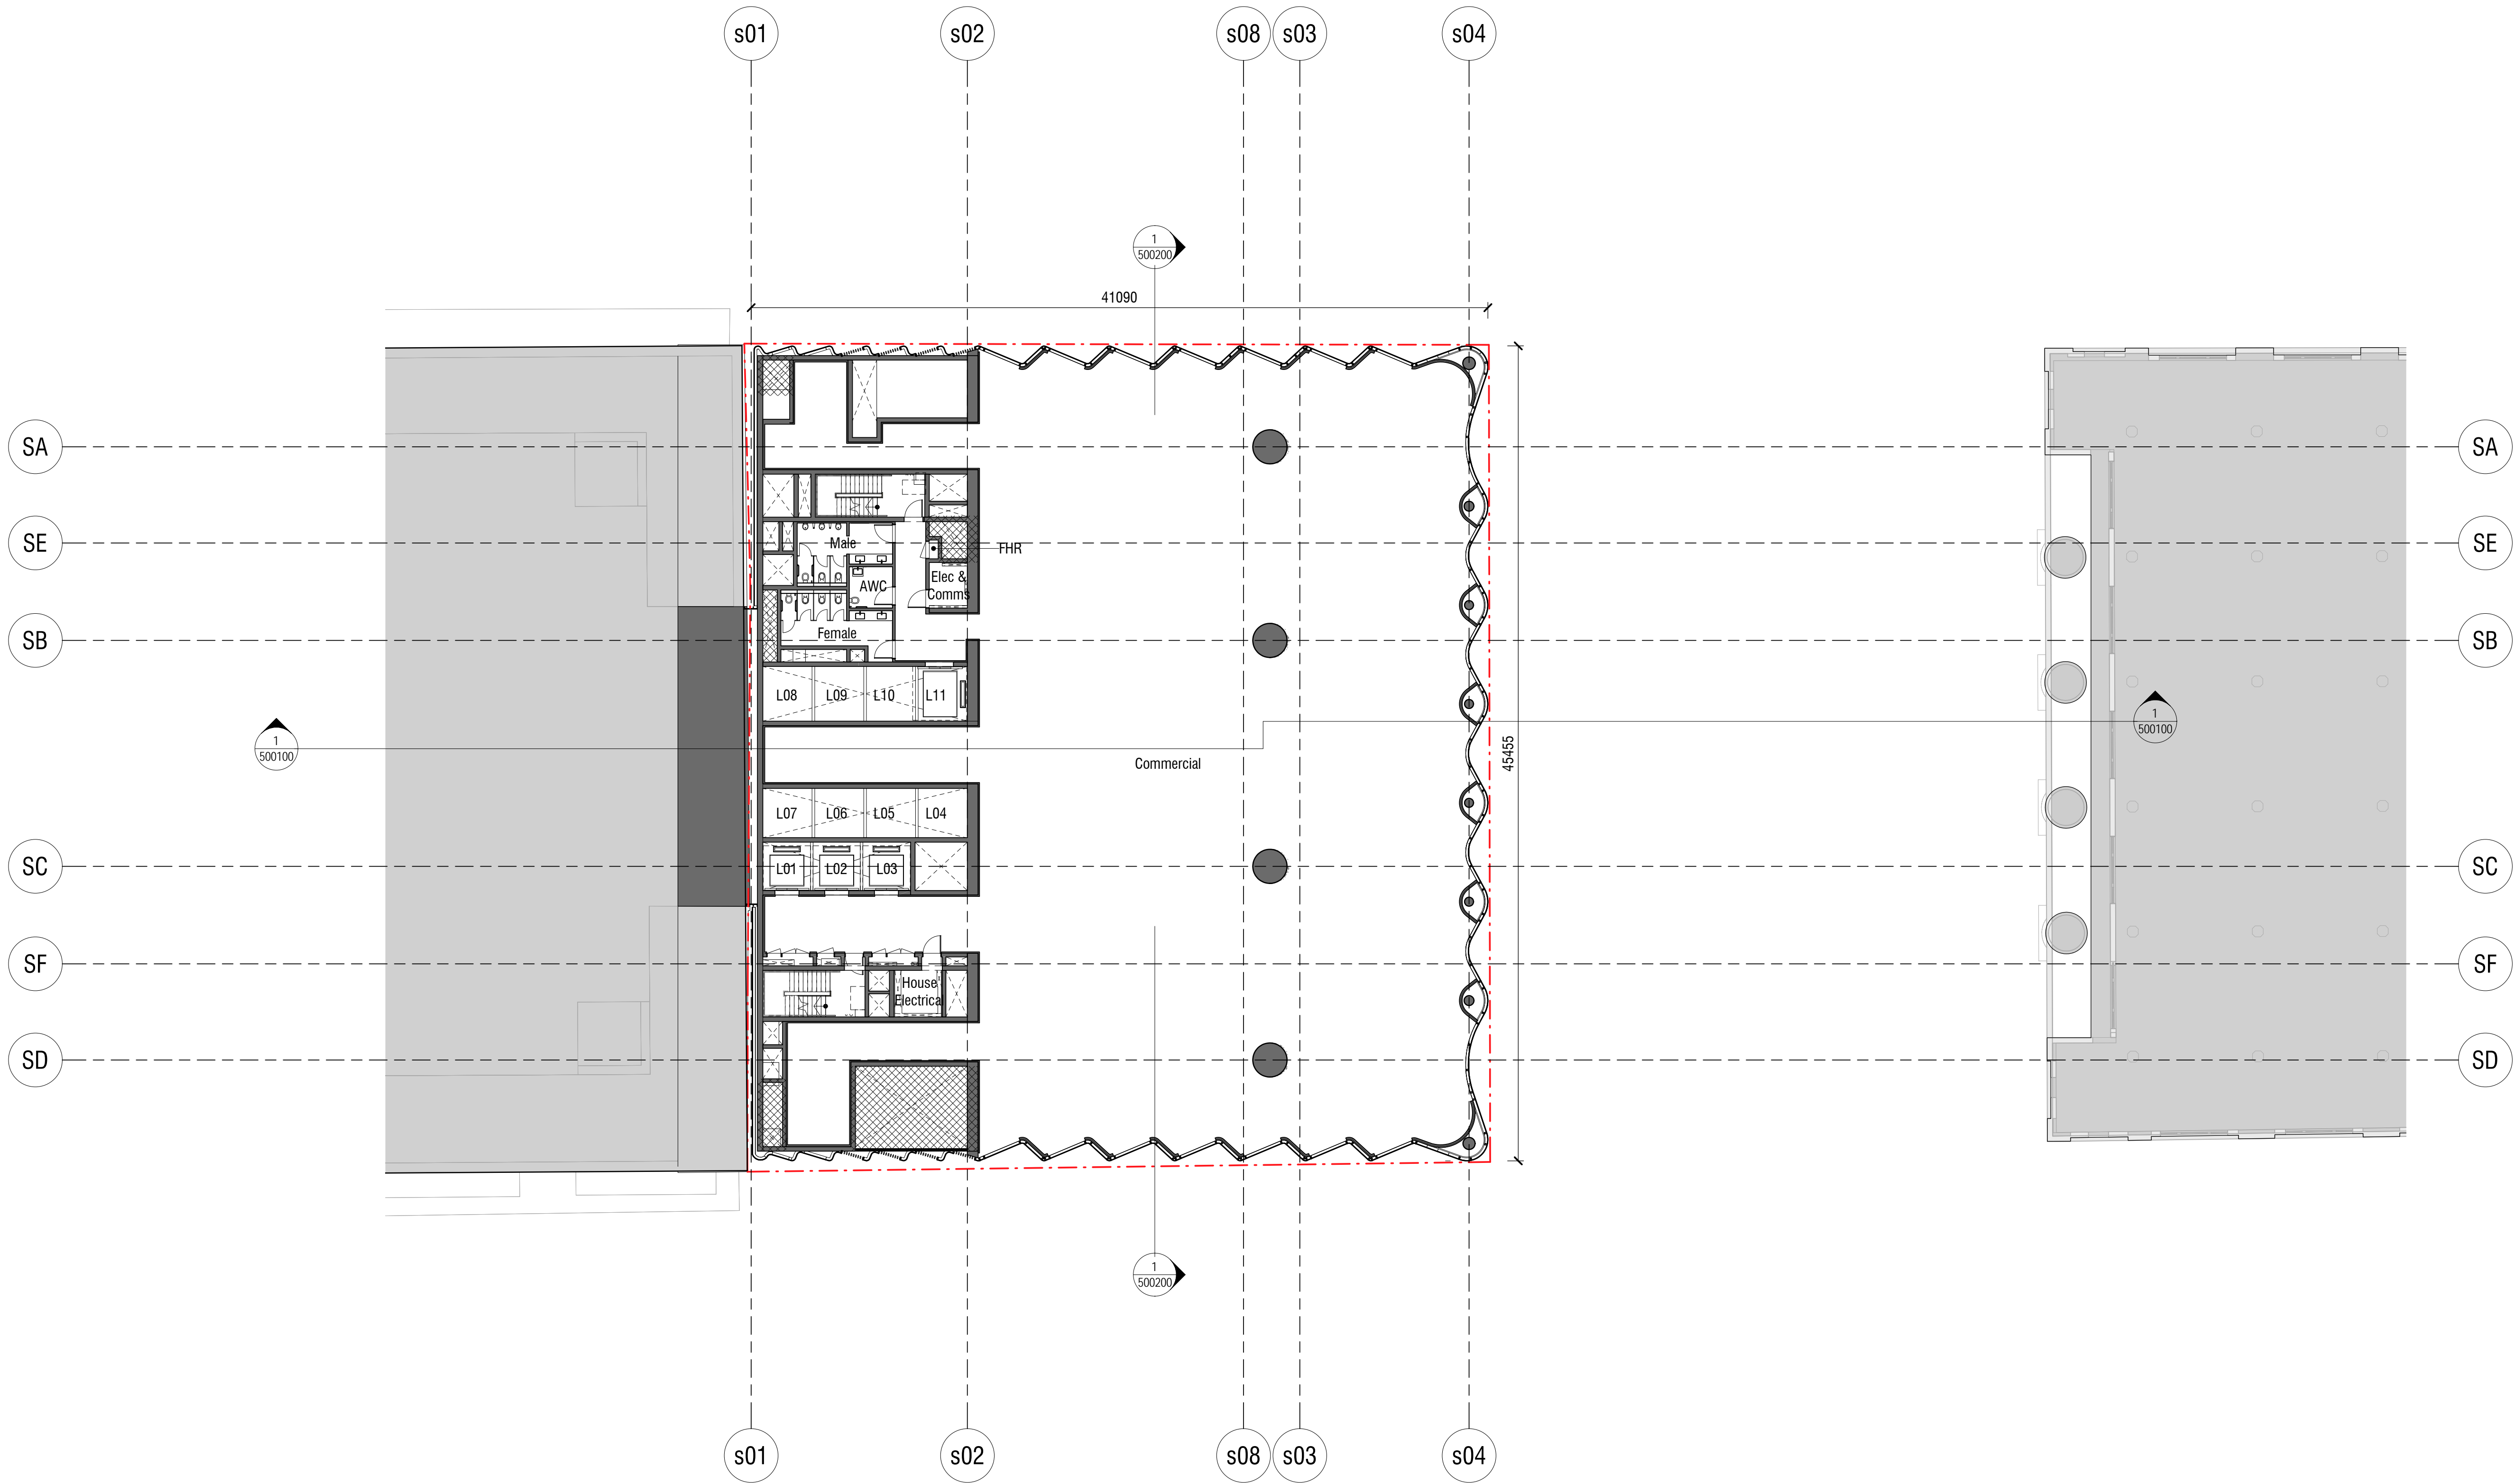 s01 s02 s08 s03 s04
1
500200
41090
SA SA
SE SE
Male
FHR
Elec &
Comms
AWC
SB SB
Female
L08 L09 L10 L11
1
500100
1
500100
45455
Commercial
L07 L06 L05 L04
SC SC
L01 L02 L03
SF SF
House
Electrical
SD SD
1
500200
s01 s02 s08 s03 s04